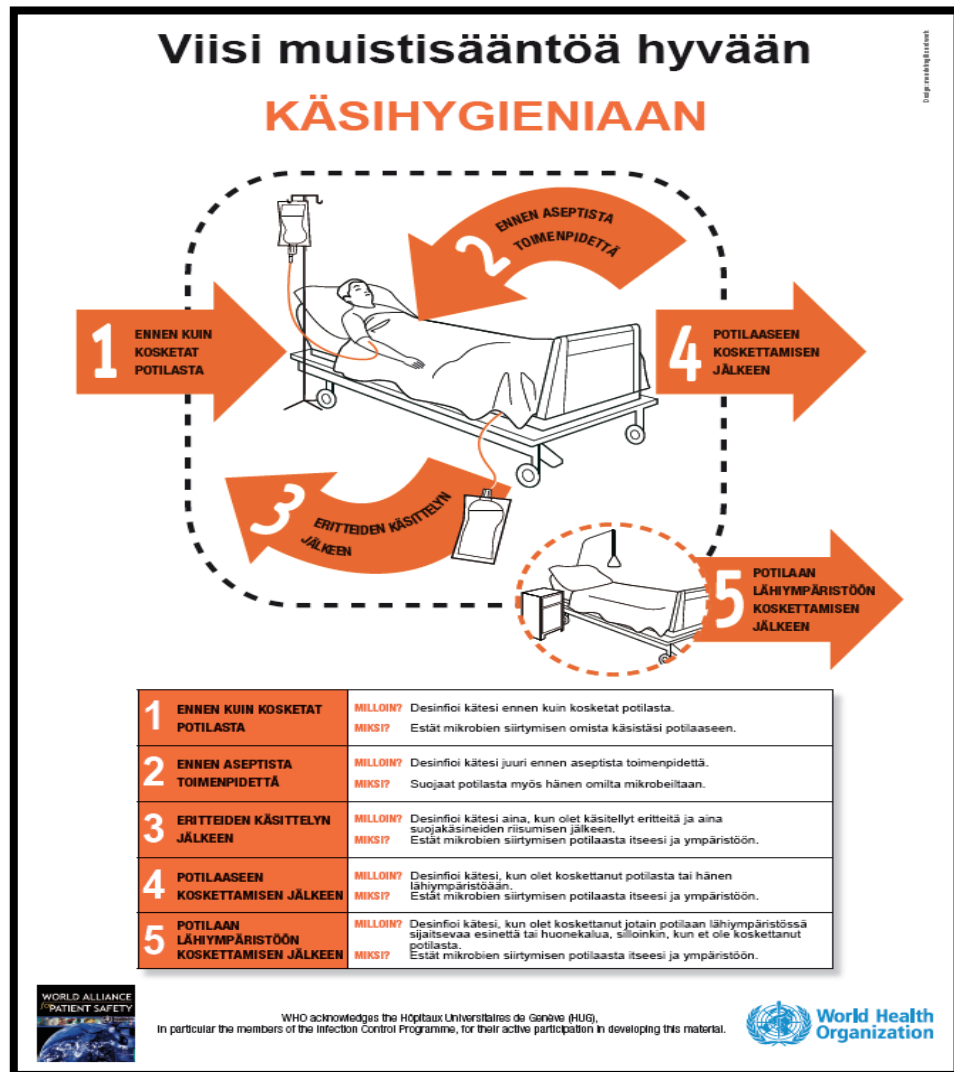 Viisi muistisääntöä hyvään
KÄSIHYGIENIAAN
1
ENNEN KUIN
KOSKETAT
POTILASTA
2
ENNEN ASEPTISTA
TOIMENPIDETTÄ
3
ERITTEIDEN KÄSITTELYN
JÄLKEEN
4
POTILAASEEN
KOSKETTAMISEN
JÄLKEEN
5
POTILAAN
LÄHIYMPÄRISTÖÖN
KOSKETTAMISEN
JÄLKEEN
1
ENNEN KUIN KOSKETAT
POTILASTA
MILLOIN? Desinfioi kätesi ennen kuin kosketat potilasta.
MIKSI? Estät mikrobien siirtymisen omista käsistäsi potilaaseen.
2
ENNEN ASEPTISTA
TOIMENPIDETTÄ
MILLOIN? Desinfioi kätesi juuri ennen aseptista toimenpidettä.
MIKSI? Suojaat potilasta myös hänen omilta mikrobeiltaan.
3
ERITTEIDEN KÄSITTELYN
JÄLKEEN
MILLOIN? Desinfioi kätesi aina, kun olet käsitellyt eritteitä ja aina
suojakäsineiden riisumisen jälkeen.
MIKSI? Estät mikrobien siirtymisen potilaasta itseesi ja ympäristöön.
4
POTILAASEEN
KOSKETTAMISEN JÄLKEEN
MILLOIN? Desinfioi kätesi, kun olet koskettanut potilasta tai hänen
lähiympäristöään.
MIKSI? Estät mikrobien siirtymisen potilaasta itseesi ja ympäristöön.
5
POTILAAN
LÄHIYMPÄRISTÖÖN
KOSKETTAMISEN JÄLKEEN
MILLOIN? Desinfioi kätesi, kun olet koskettanut jotain potilaan lähiympäristössä
sijaitsevaa esinettä tai huonekalua, silloinkin, kun et ole koskettanut
potilasta.
MIKSI? Estät mikrobien siirtymisen potilaasta itseesi ja ympäristöön.
WORLD ALLIANCE
for PATIENT SAFETY
WHO acknowledges the Hôpitaux Universitaires de Genève (HUG),
In particular the members of the Infection Control Programme, for their active participation in developing this material.
World Health
Organization